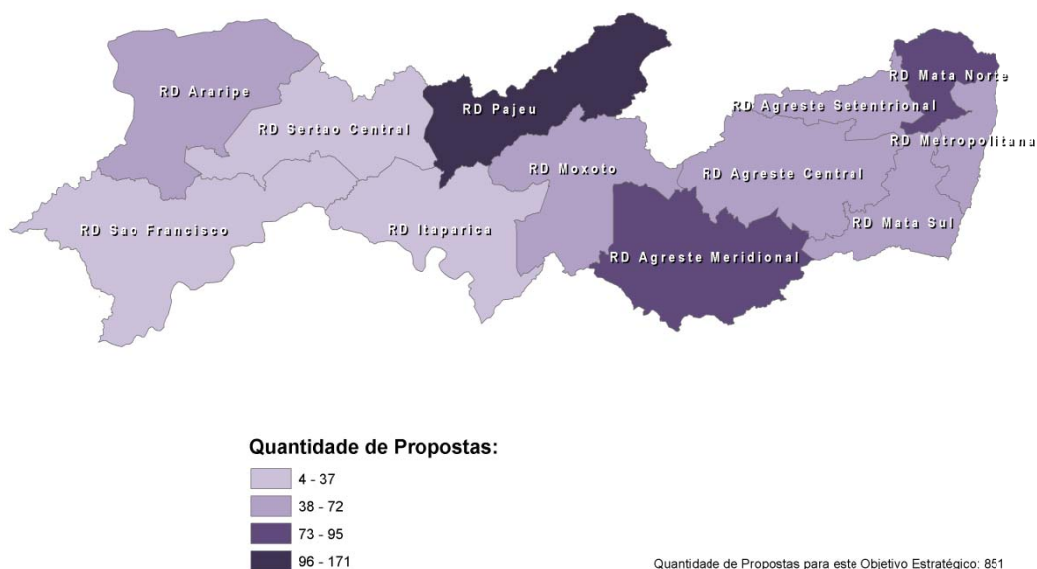 RD Mata Norte
RD Araripe
RD Pajeu
RD Agreste Setentrional
RD Sertao Central
RD Metropolitana
RD Moxoto
RD Agreste Central
RD Mata Sul
RD Sao Francisco
RD Itaparica
RD Agreste Meridional
Quantidade de Propostas:
4 - 37
38 - 72
73 - 95
96 - 171
Quantidade de Propostas para este Objetivo Estratégico: 851